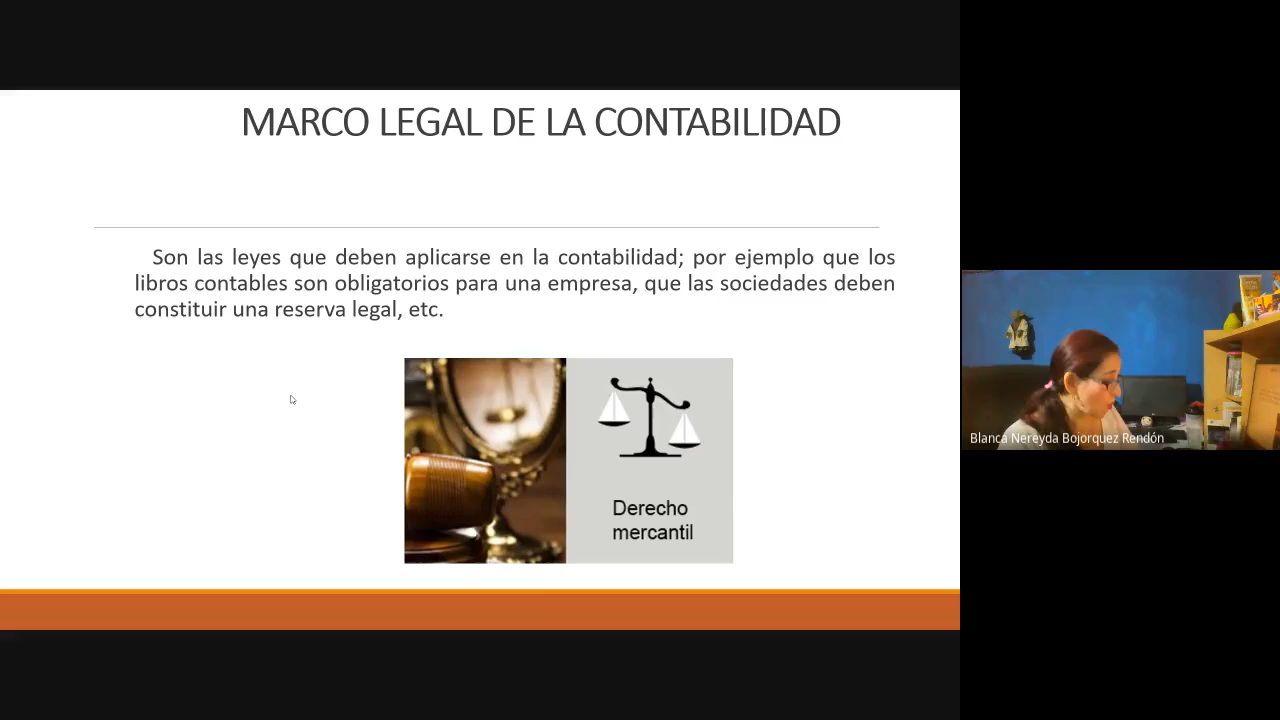 MARCO LEGAL DE LA CONTABILIDAD
Son las leyes que deben aplicarse en la contabilidad; por ejemplo que los
libros contables son obligatorios para una empresa, que las sociedades deben
constituir una reserva legal, etc.
Derecho
mercantil
Blanca Nereyda Bojorquez Rendón